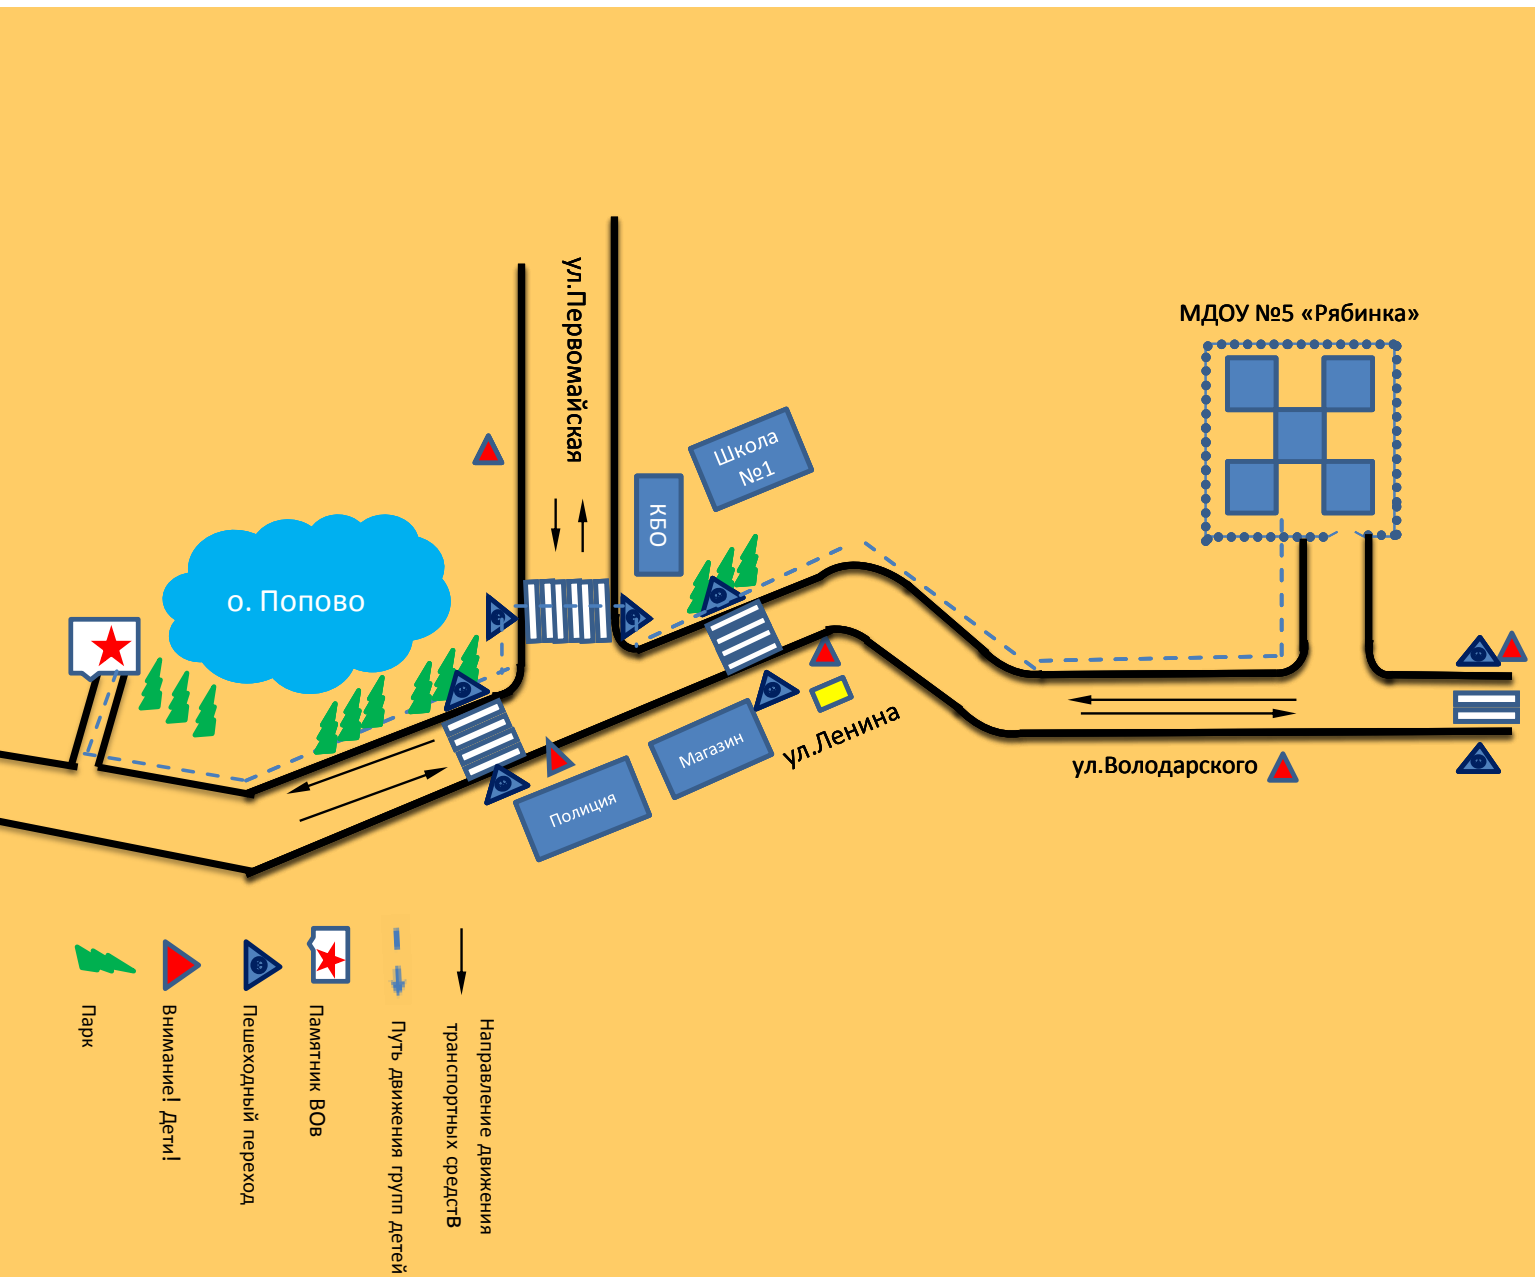 ул.Первомайская
МДОУ №5 «Рябинка»
Школа
№1
КБО
о. Попово
ул.Ленина
Магазин
ул.Володарского
Полиция
Парк
Внимание! Дети!
Пешеходный переход
Памятник ВОв
Путь движения групп детей
Направление движения
транспортных средстВ